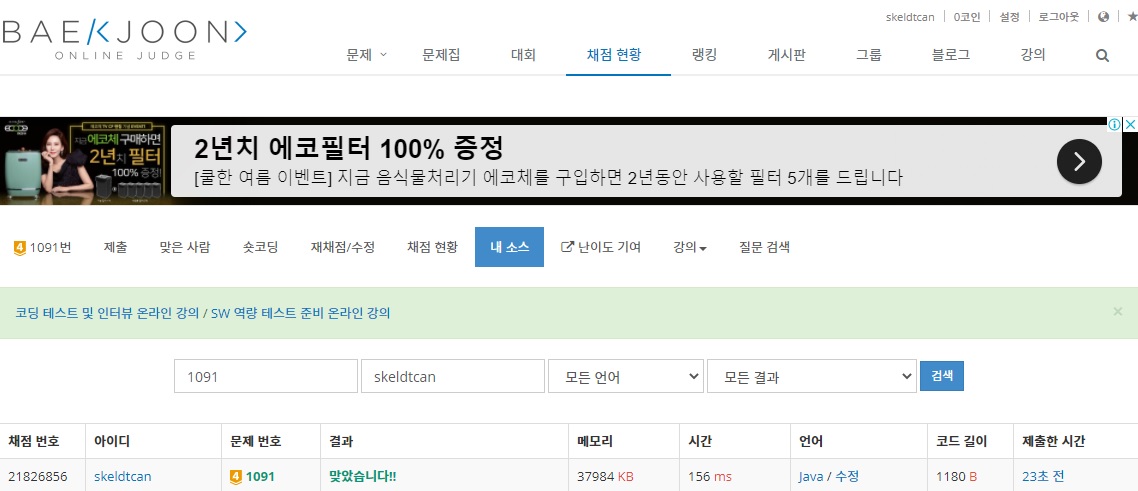 BAEKJOON
ONLINE JUDGE
skeldtcan 0코인 설정 로그아웃
문제 문제집 대회 채점 현황 랭킹 게시판 그룹 블로그 강의
에코체 구매하면
2년치 필터
100% 증정!
2년치 에코필터 100% 증정
[쿨한 여름 이벤트] 지금 음식물처리기 에코체를 구입하면 2년동안 사용할 필터 5개를 드립니다
4 1091번 제출 맞은 사람 숏코딩 재채점/수정 채점 현황 내 소스 난이도 기여 강의 질문 검색
코딩 테스트 및 인터뷰 온라인 강의 / SW 역량 테스트 준비 온라인 강의 ×
1091 skeldtcan 모든 언어 모든 결과 검색
채점 번호 아이디 문제 번호 결과 메모리 시간 언어 코드 길이 제출한 시간
21826856 skeldtcan 4 1091 맞았습니다!! 37984 KB 156 ms Java / 수정 1180 B 23초 전